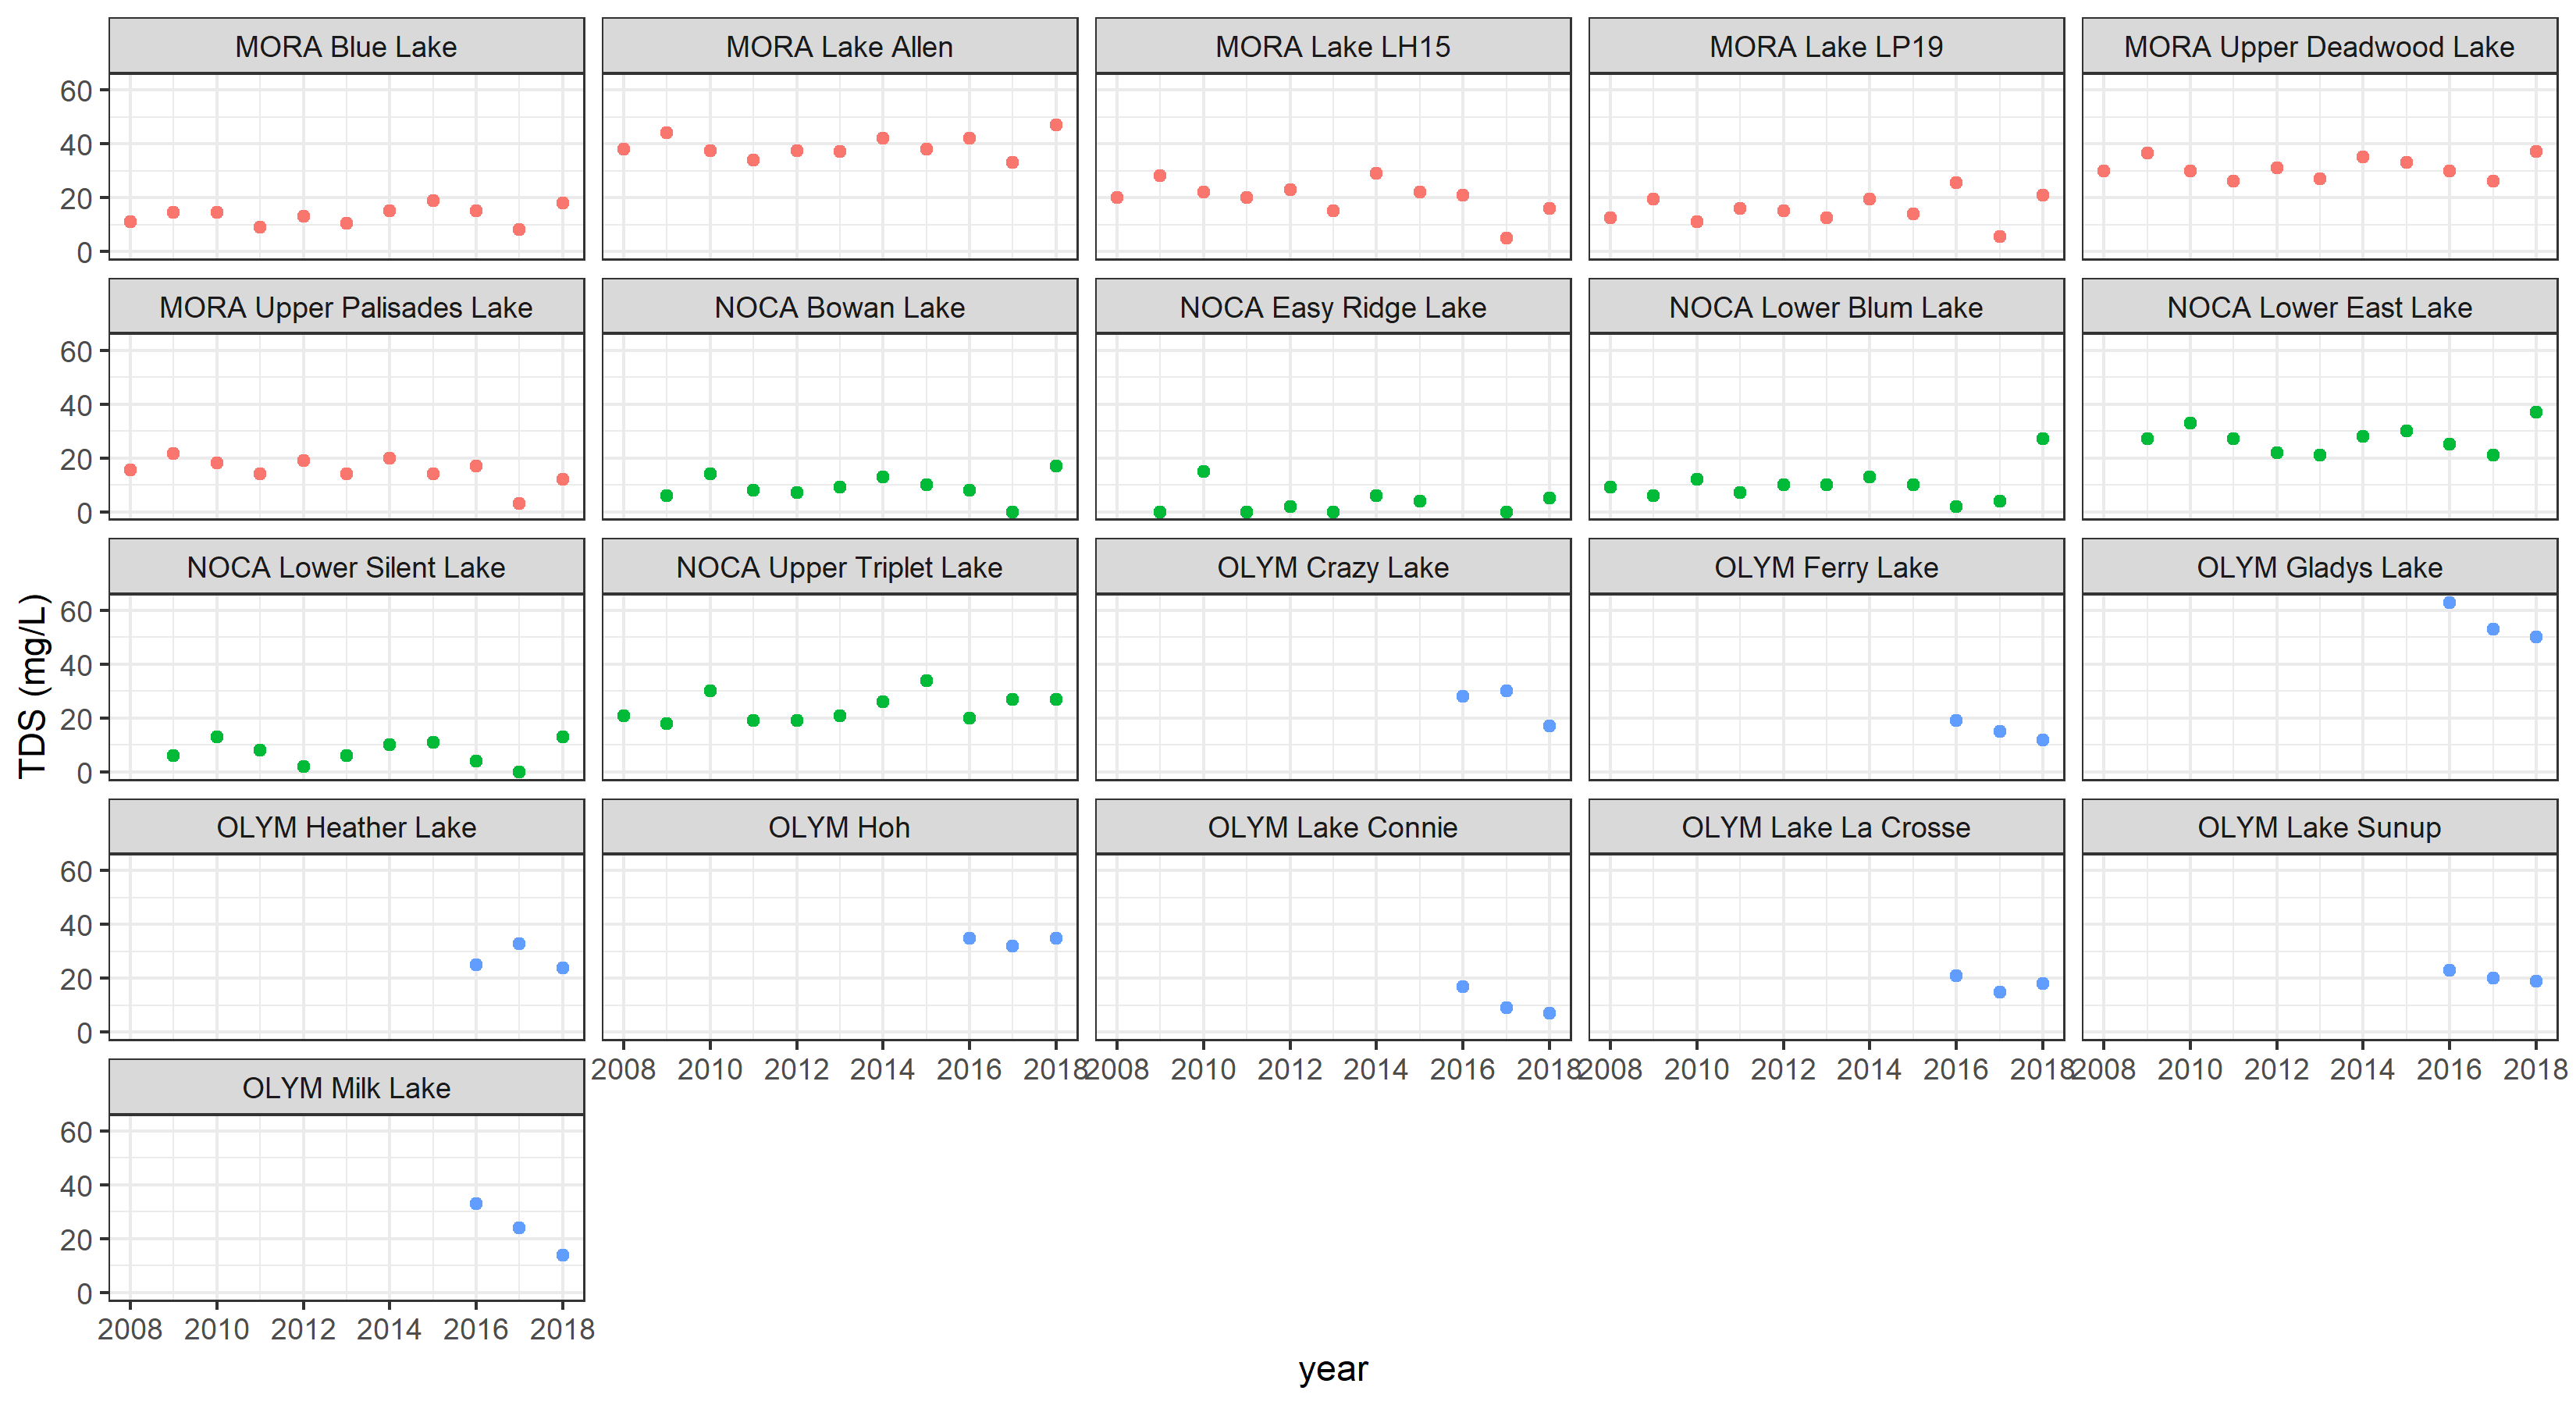 MORA Blue Lake
MORA Lake Allen
MORA Lake LH15
MORA Lake LP19
MORA Upper Deadwood Lake
60
40
20
0
MORA Upper Palisades Lake
NOCA Bowan Lake
NOCA Easy Ridge Lake
NOCA Lower Blum Lake
NOCA Lower East Lake
60
40
20
0
NOCA Lower Silent Lake
NOCA Upper Triplet Lake
OLYM Crazy Lake
OLYM Ferry Lake
OLYM Gladys Lake
60
40
20
0
TDS (mg/L)
OLYM Heather Lake
OLYM Hoh
OLYM Lake Connie
OLYM Lake La Crosse
OLYM Lake Sunup
60
40
20
0
2008 2010 2012 2014 2016 2018
2008 2010 2012 2014 2016 2018
2008 2010 2012 2014 2016 2018
2008 2010 2012 2014 2016 2018
OLYM Milk Lake
60
40
20
0
2008 2010 2012 2014 2016 2018
year